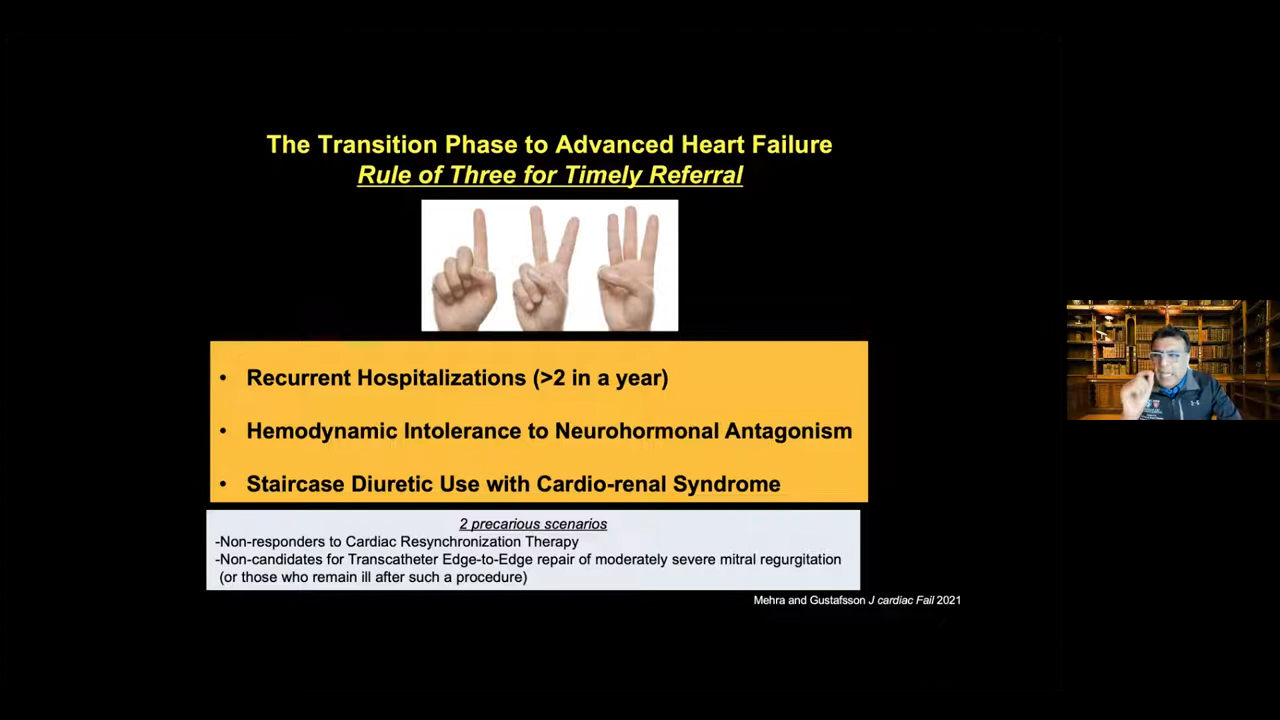 The Transition Phase to Advanced Heart Failure
Rule of Three for Timely Referral
• Recurrent Hospitalizations (>2 in a year)
• Hemodynamic Intolerance to Neurohormonal Antagonism
• Staircase Diuretic Use with Cardio-renal Syndrome
2 precarious scenarios
-Non-responders to Cardiac Resynchronization Therapy
-Non-candidates for Transcatheter Edge-to-Edge repair of moderately severe mitral regurgitation
(or those who remain ill after such a procedure)
Mehra and Gustafsson J cardiac Fail 2021